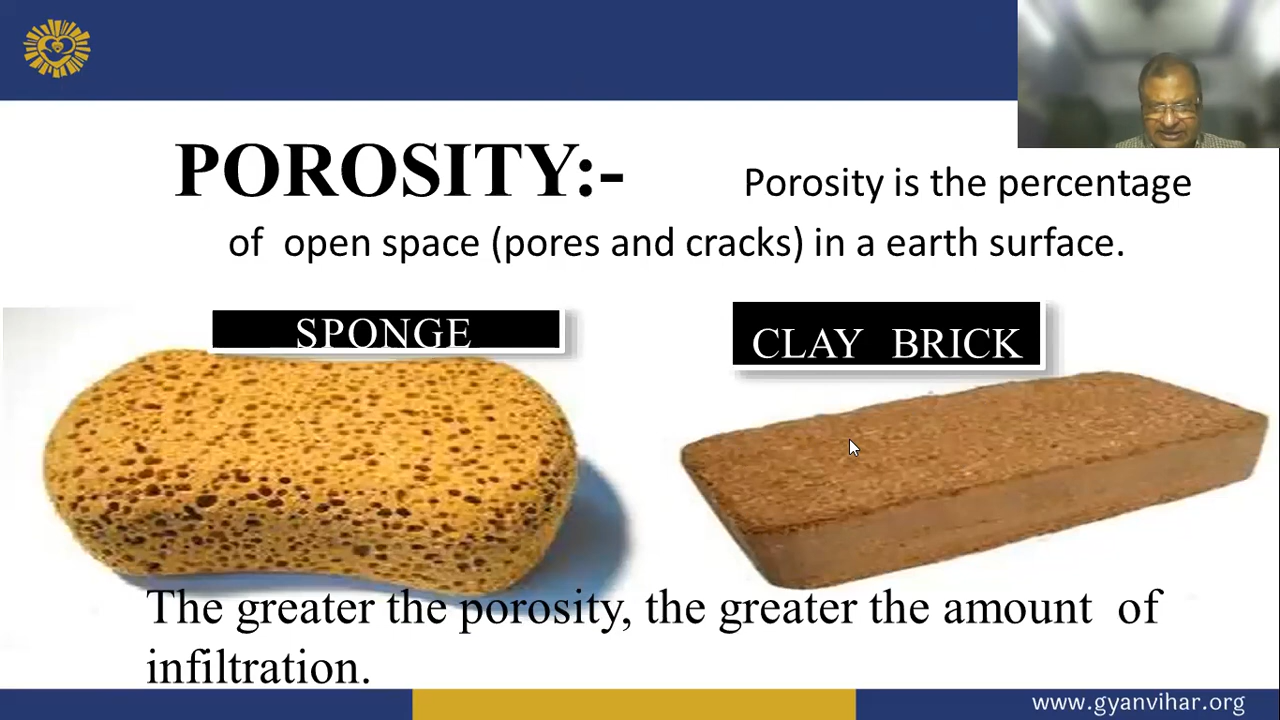 POROSITY:- Porosity is the percentage
of open space (pores and cracks) in a earth surface.
SPONGE
CLAY BRICK
The greater the porosity, the greater the amount of
infiltration.
www.gyanvihar.org